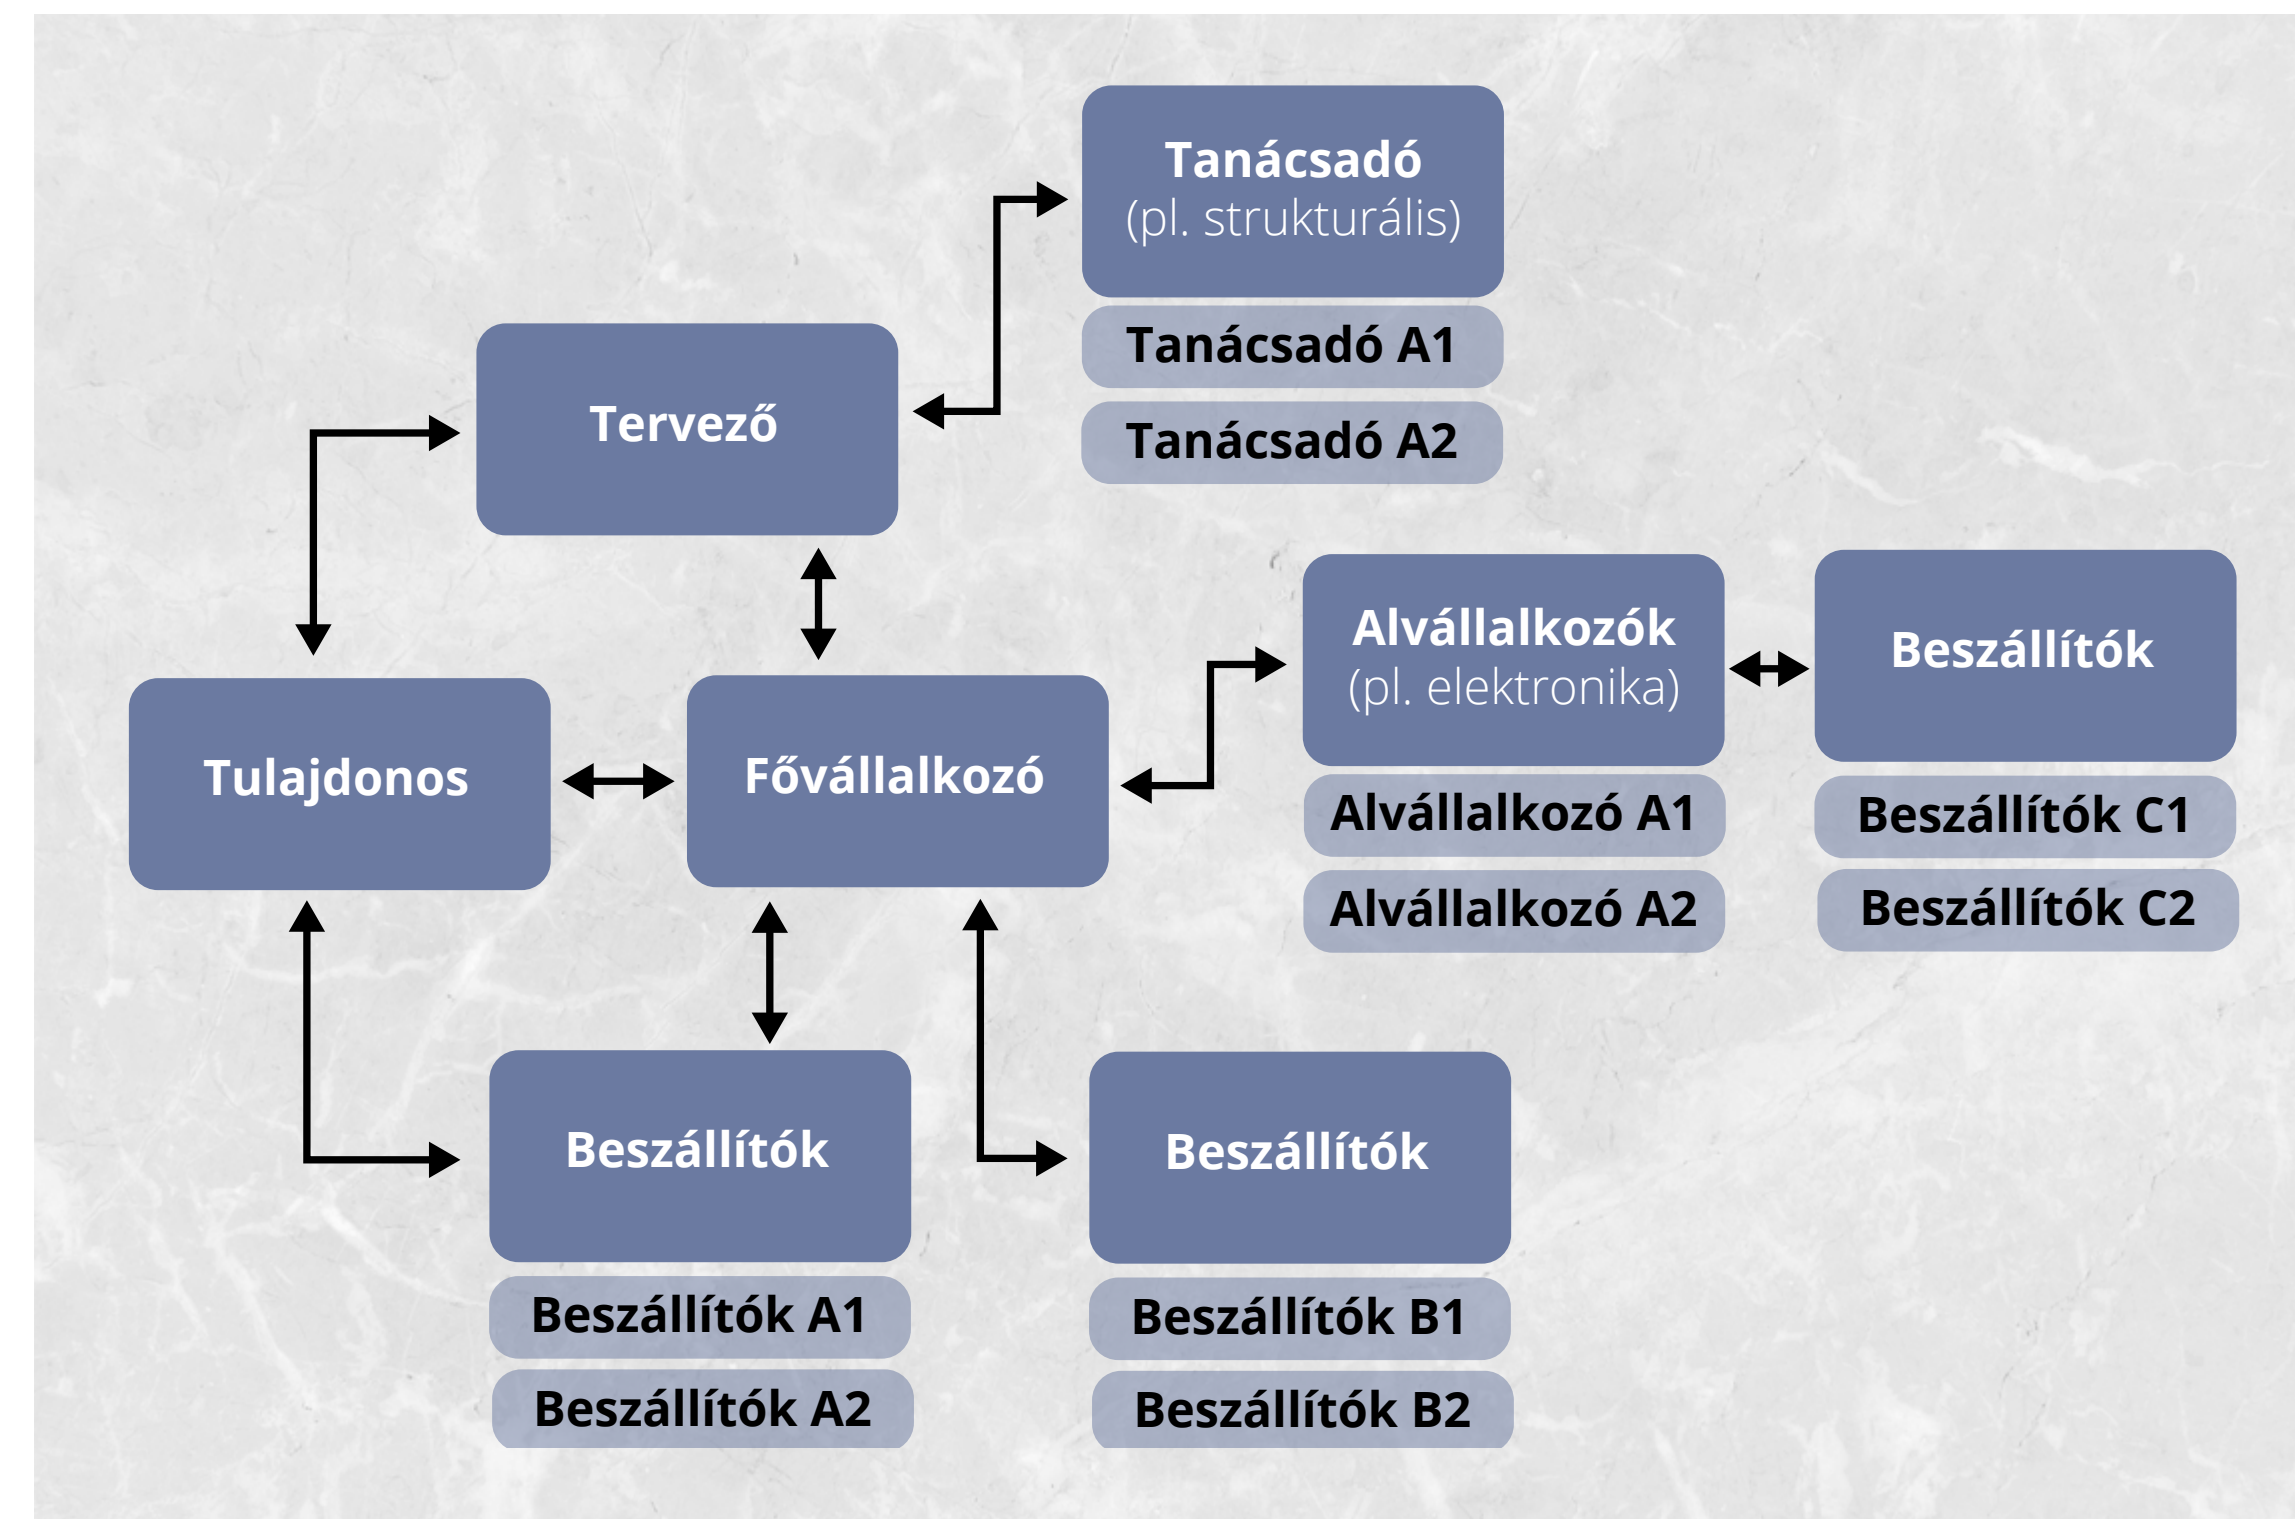 Tanácsadó
(pl. strukturális)
Tanácsadó A1
Tanácsadó A2
Tervező
Alvállalkozók
(pl. elektronika)
Alvállalkozó A1
Alvállalkozó A2
Beszállítók
Beszállítók C1
Beszállítók C2
Tulajdonos
Fővállalkozó
Beszállítók
Beszállítók A1
Beszállítók A2
Beszállítók
Beszállítók B1
Beszállítók B2